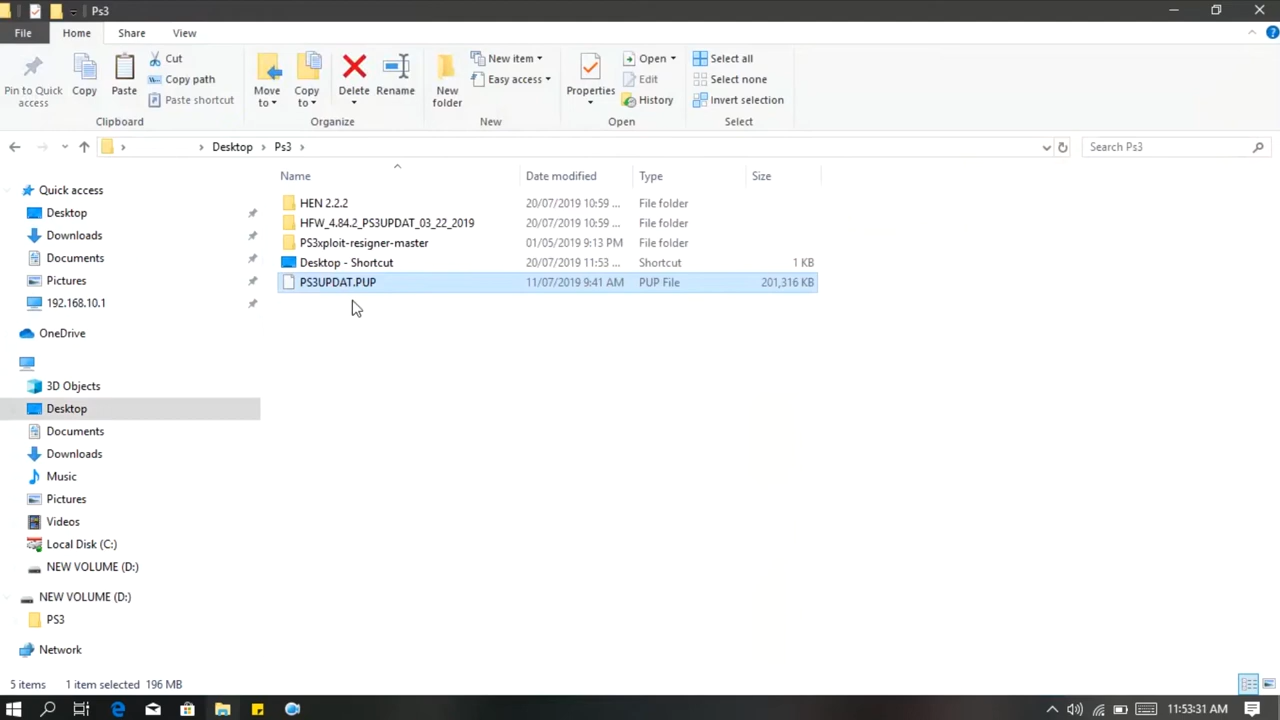 Ps3
File Home Share View
Pin to Quick access
Copy
Paste
Cut
Copy path
Paste shortcut
Clipboard
Move to
Copy to
Delete
Rename
Organize
New folder
New item
Easy access
New
Properties
Open
Edit
History
Open
Select all
Select none
Invert selection
Select
Desktop Ps3
Search Ps3
Name Date modified Type Size
HEN 2.2.2 20/07/2019 10:59 ... File folder
HFW_4.84.2_PS3UPDAT_03_22_2019 20/07/2019 10:59 ... File folder
PS3xploit-resigner-master 01/05/2019 9:13 PM File folder
Desktop - Shortcut 20/07/2019 11:53 ... Shortcut 1 KB
PS3UPDAT.PUP 11/07/2019 9:41 AM PUP File 201,316 KB
Quick access
Desktop
Downloads
Documents
Pictures
192.168.10.1
OneDrive
3D Objects
Desktop
Documents
Downloads
Music
Pictures
Videos
Local Disk (C:)
NEW VOLUME (D:)
NEW VOLUME (D:)
PS3
Network
5 items 1 item selected 196 MB
11:53:31 AM